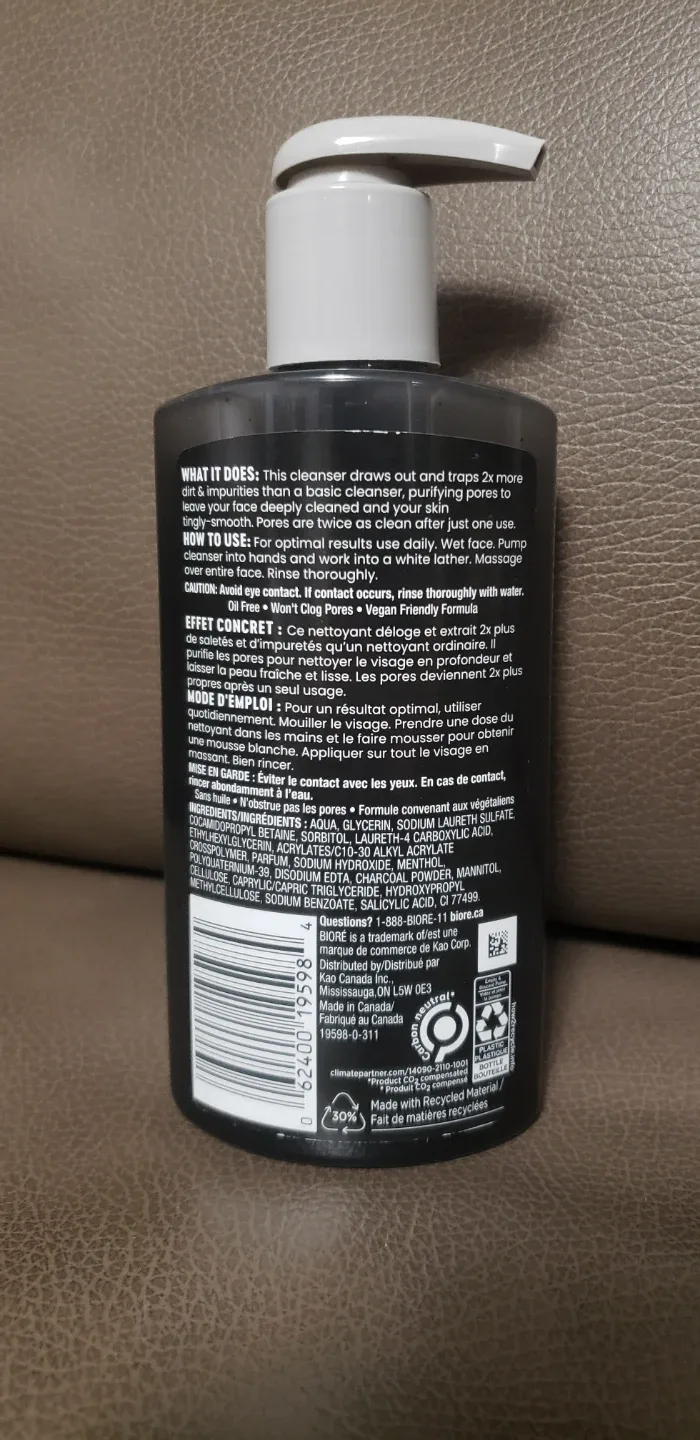 WHAT IT DOES: This cleanser draws out and traps 2x more
dirt & impurities than a basic cleanser, purifying pores to
leave your face deeply cleaned and your skin
tingly-smooth. Pores are twice as clean after just one use.
HOW TO USE: For optimal results use daily. Wet face. Pump
cleanser into hands and work into a white lather. Massage
over entire face. Rinse thoroughly.
CAUTION: Avoid eye contact. If contact occurs, rinse thoroughly with water.
Oil Free • Won't Clog Pores • Vegan Friendly Formula
EFFET CONCRET : Ce nettoyant déloge et extrait 2x plus
de saletés et d'impuretés qu'un nettoyant ordinaire. Il
purifie les pores pour nettoyer le visage en profondeur et
laisser la peau fraîche et lisse. Les pores deviennent 2x plus
propres après un seul usage.
MODE D'EMPLOI : Pour un résultat optimal, utiliser
quotidiennement. Mouiller le visage. Prendre une dose du
nettoyant dans les mains et le faire mousser pour obtenir
une mousse blanche. Appliquer sur tout le visage en
massant. Bien rincer.
MISE EN GARDE : Éviter le contact avec les yeux. En cas de contact,
rincer abondamment à l'eau.
Sans huile • N'obstrue pas les pores • Formule convenant aux végétaliens
INGREDIENTS/INGRÉDIENTS : AQUA, GLYCERIN, SODIUM LAURETH SULFATE,
COCAMIDOPROPYL BETAINE, SORBITOL, LAURETH-4 CARBOXYLIC ACID,
ETHYLHEXYLGLYCERIN, ACRYLATES/C10-30 ALKYL ACRYLATE
CROSSPOLYMER, PARFUM, SODIUM HYDROXIDE, MENTHOL,
POLYQUATERNIUM-39, DISODIUM EDTA, CHARCOAL POWDER, MANNITOL,
CELLULOSE, CAPRYLIC/CAPRIC TRIGLYCERIDE, HYDROXYPROPYL
METHYLCELLULOSE, SODIUM BENZOATE, SALICYLIC ACID, CI 77499.
Questions? 1-888-BIORE-11 biore.ca
BIORÉ is a trademark of/est une
marque de commerce de Kao Corp.
Distributed by/Distribué par
Kao Canada Inc.,
Mississauga,ON L5W 0E3
Made in Canada/
Fabriqué au Canada
19598-0-311
0 62400 19598 4
Carbon neutral*
climatepartner.com/14090-2110-1001
*Product CO2 compensated
*Produit CO2 compensé
30%
Made with Recycled Material/
Fait de matières recyclées
PLASTIC
PLASTIQUE
BOTTLE
BOUTEILLE
how2recycle.info